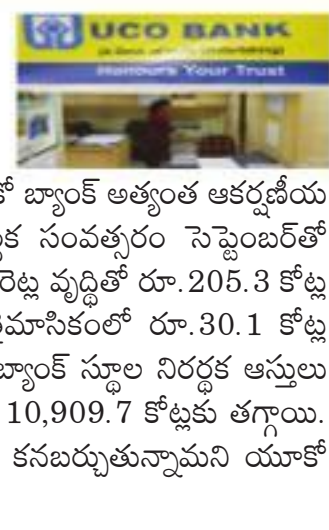 UCO BANK
Honours Your Trust
కో బ్యాంక్ అత్యంత ఆకర్షణీయ
క సంవత్సరం సెప్టెంబర్‌తో
రెట్ల వృద్ధితో రూ.205.3 కోట్ల
మాసికంలో రూ.30.1 కోట్ల
బ్యాంక్ స్థూల నిరర్థక ఆస్తులు
10,909.7 కోట్లకు తగ్గాయి.
కనబర్చుతున్నామని యూకో